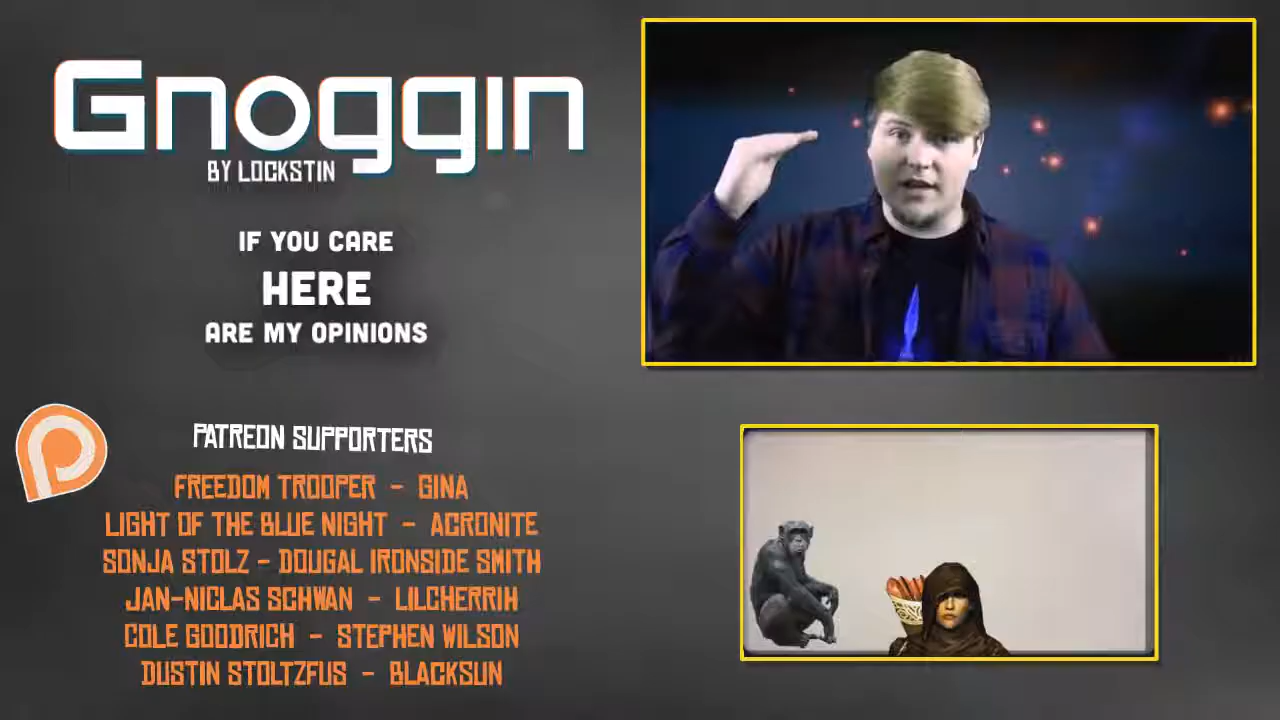 Gnoggin
BY LOCKSTIN
IF YOU CARE
HERE
ARE MY OPINIONS
PATREON SUPPORTERS
FREEDOM TROOPER - GINA
LIGHT OF THE BLUE NIGHT - ACRONITE
SONJA STOLZ - DOUGAL IRONSIDE SMITH
JAN-NICLAS SCHWAN - LILCHERRIH
COLE GOODRICH - STEPHEN WILSON
DUSTIN STOLTZFUS - BLACKSUN